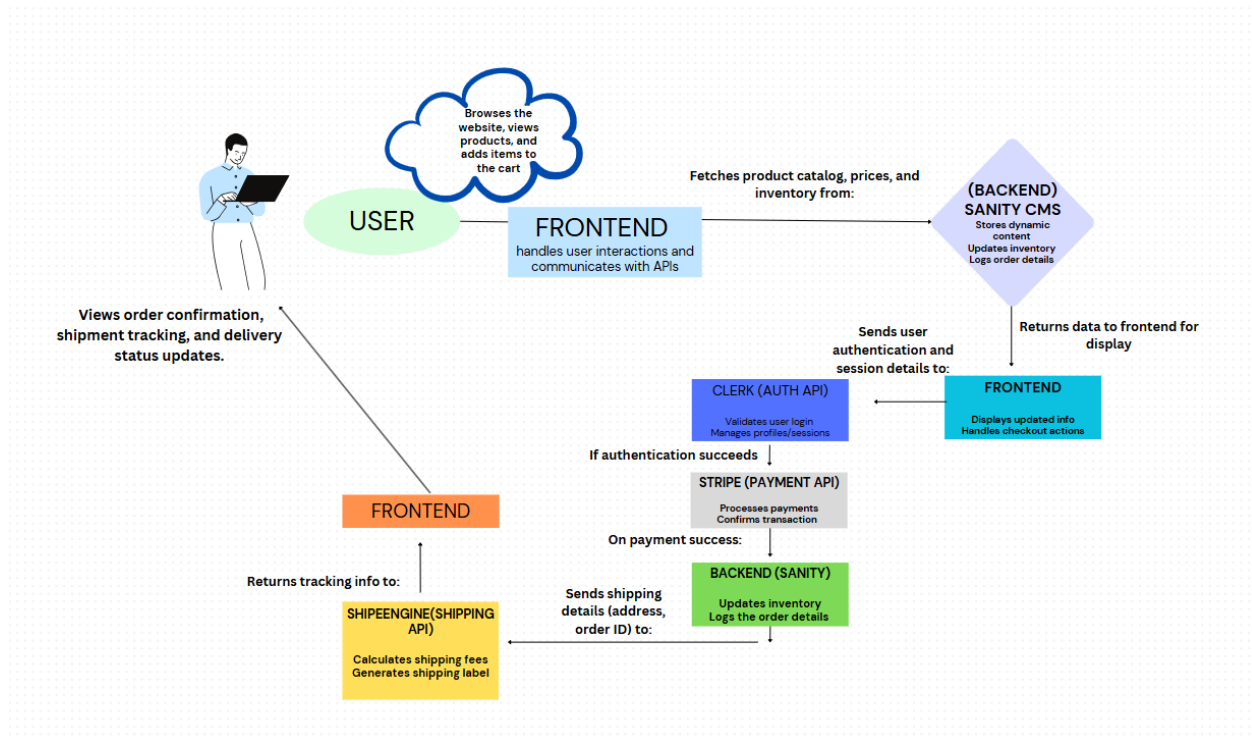 Browses the
website, views
products, and
adds items to
the cart
USER
FRONTEND
handles user interactions and
communicates with APIs
Fetches product catalog, prices, and
inventory from:
(BACKEND)
SANITY CMS
Stores dynamic
content
Updates inventory
Logs order details
Returns data to frontend for
display
FRONTEND
Displays updated info
Handles checkout actions
Sends user
authentication and
session details to:
CLERK (AUTH API)
Validates user login
Manages profiles/sessions
If authentication succeeds
STRIPE (PAYMENT API)
Processes payments
Confirms transaction
On payment success:
BACKEND (SANITY)
Updates inventory
Logs the order details
Sends shipping
details (address,
order ID) to:
SHIPEENGINE(SHIPPING
API)
Calculates shipping fees
Generates shipping label
Returns tracking info to:
FRONTEND
Views order confirmation,
shipment tracking, and delivery
status updates.